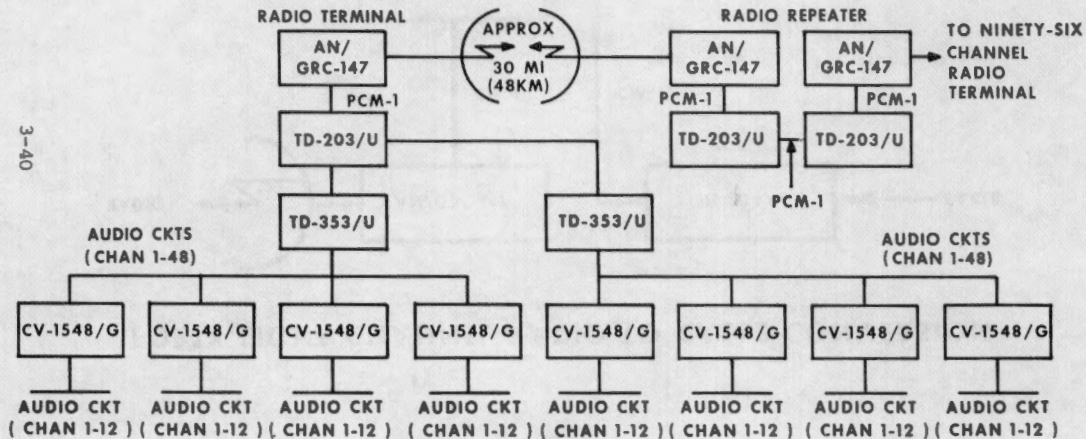 RADIO TERMINAL
AN/
GRC-147
APPROX
30 MI
(48KM)
RADIO REPEATER
AN/
GRC-147
AN/
GRC-147
TO NINETY-SIX
CHANNEL
RADIO
TERMINAL
PCM-1
PCM-1
PCM-1
TD-203/U
TD-203/U
TD-203/U
PCM-1
3-40
TD-353/U
TD-353/U
AUDIO CKTS
(CHAN 1-48)
AUDIO CKTS
(CHAN 1-48)
CV-1548/G
CV-1548/G
CV-1548/G
CV-1548/G
CV-1548/G
CV-1548/G
CV-1548/G
CV-1548/G
AUDIO CKT
(CHAN 1-12)
AUDIO CKT
(CHAN 1-12)
AUDIO CKT
(CHAN 1-12)
AUDIO CKT
(CHAN 1-12)
AUDIO CKT
(CHAN 1-12)
AUDIO CKT
(CHAN 1-12)
AUDIO CKT
(CHAN 1-12)
AUDIO CKT
(CHAN 1-12)